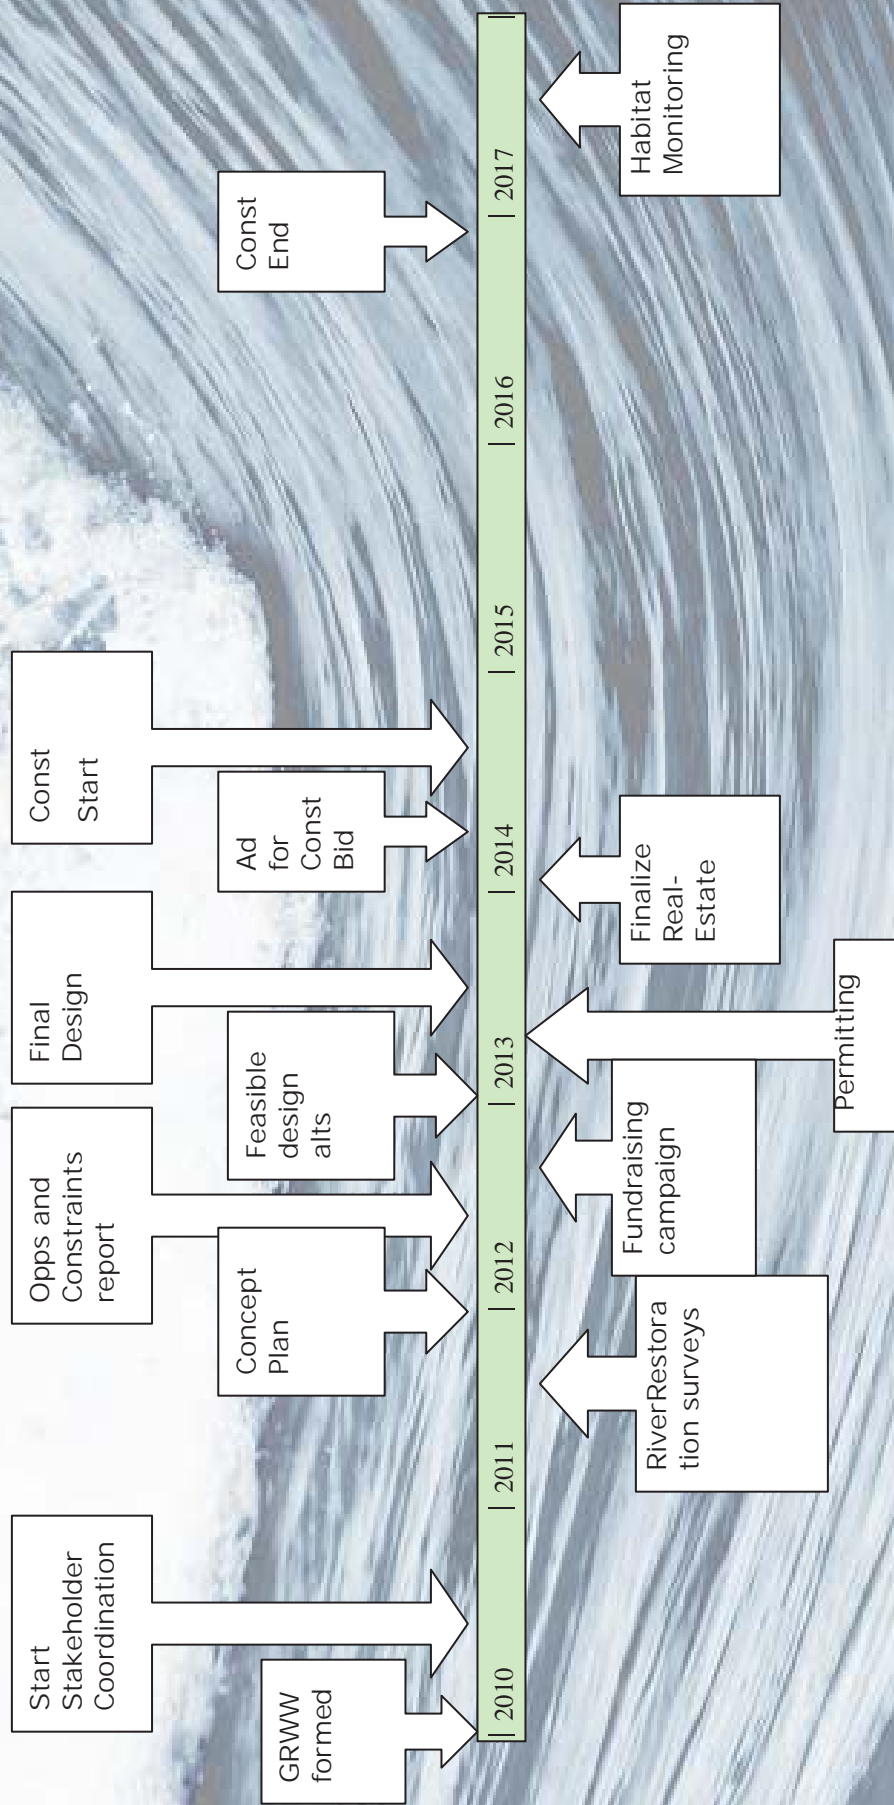 Start
Stakeholder
Coordination
Opps and
Constraints
report
Final
Design
Const
Start
GRWW
formed
Concept
Plan
Feasible
design
alts
Ad
for
Const
Bid
Const
End
| 2010
| 2011
| 2012
| 2013
| 2014
| 2015
| 2016
| 2017
|
RiverRestora
tion surveys
Fundraising
campaign
Permitting
Finalize
Real-
Estate
Habitat
Monitoring